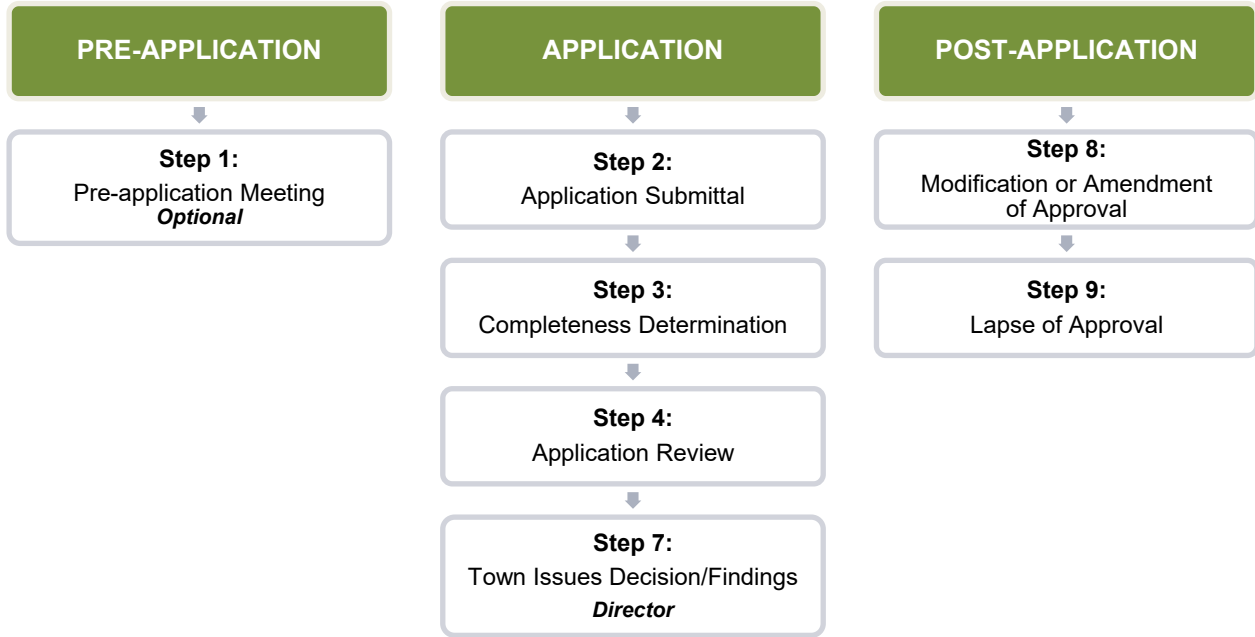 PRE-APPLICATION
Step 1:
Pre-application Meeting
Optional
APPLICATION
Step 2:
Application Submittal
Step 3:
Completeness Determination
Step 4:
Application Review
Step 7:
Town Issues Decision/Findings
Director
POST-APPLICATION
Step 8:
Modification or Amendment
of Approval
Step 9:
Lapse of Approval